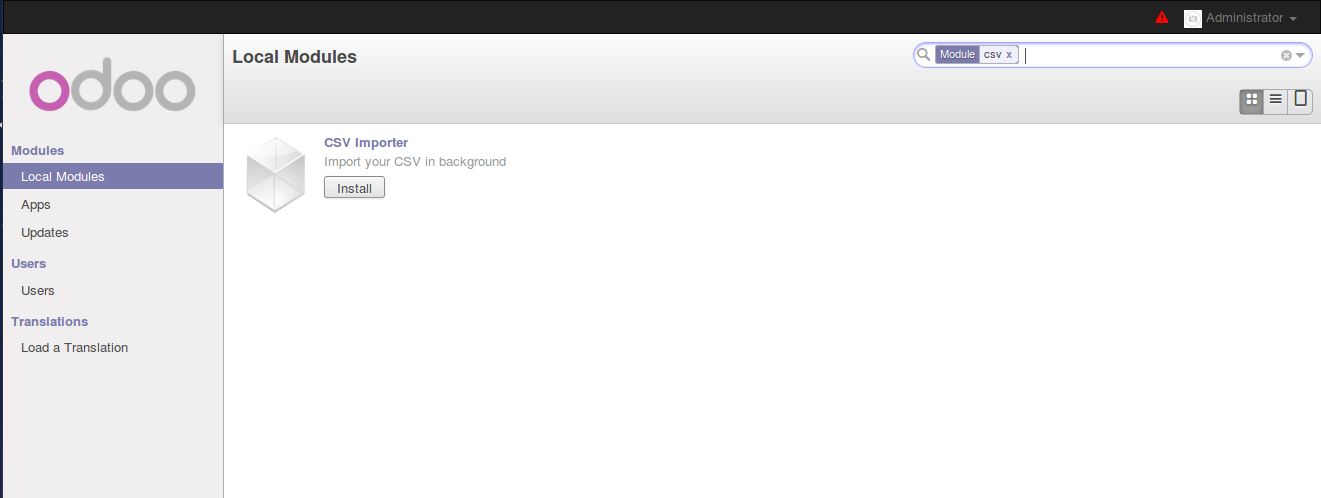 Administrator
odoo
Local Modules
Module csv x
Modules
Local Modules
Apps
Updates
Users
Users
Translations
Load a Translation
CSV Importer
Import your CSV in background
Install